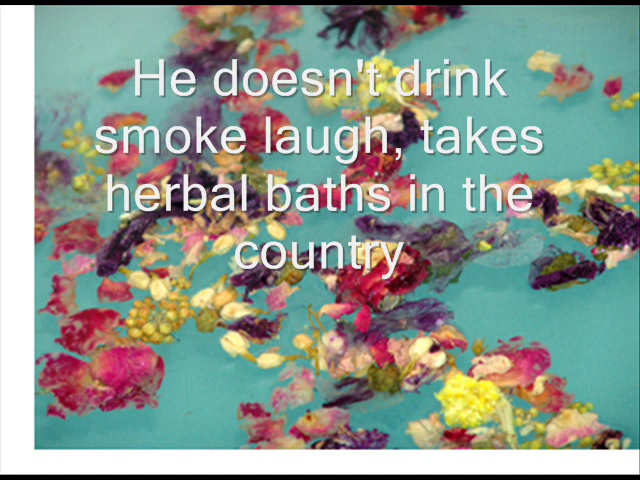 He doesn't drink
smoke laugh, takes
herbal baths in the
country